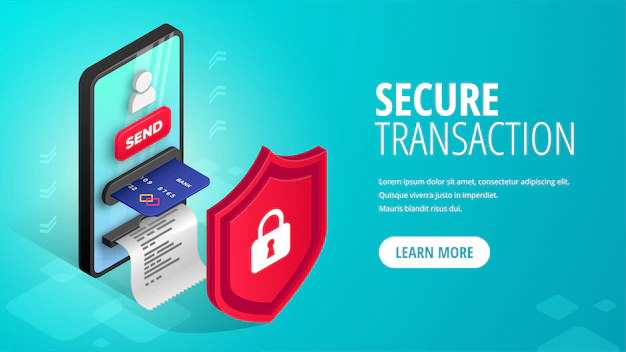 SEND
BANK
SECURE
TRANSACTION
Lorem ipsum dolor sit amet, consectetur adipiscing elit.
Quisque viverra justo in imperdiet.
Mauris blandit dui.
LEARN MORE